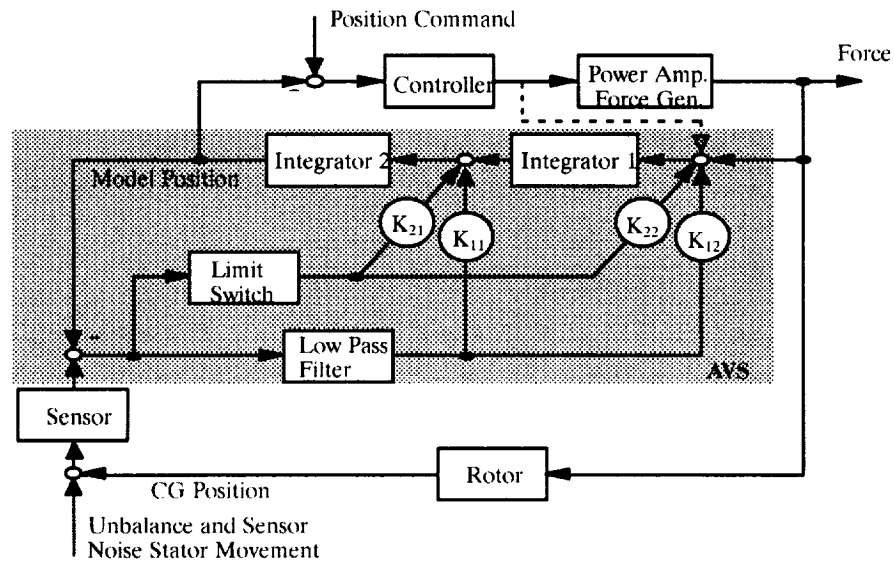 Position Command
Force
Controller
Power Amp.
Force Gen.
Integrator 2
Integrator 1
Model Position
K21
K11
K22
K12
Limit
Switch
Low Pass
Filter
AVS
Sensor
Rotor
CG Position
Unbalance and Sensor
Noise Stator Movement